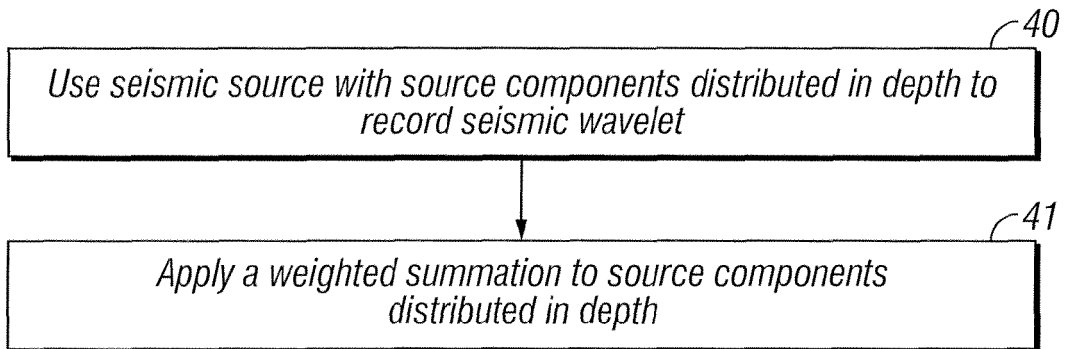 40
Use seismic source with source components distributed in depth to
record seismic wavelet
41
Apply a weighted summation to source components
distributed in depth